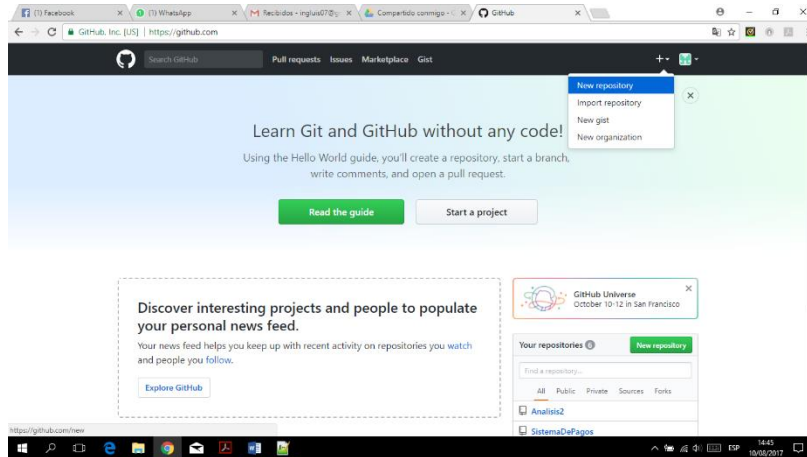 (1) Facebook
(1) WhatsApp
Recibidos - ingluis07@g
Compartido conmigo - G
GitHub
GitHub, Inc. [US] | https://github.com
Search GitHub
Pull requests Issues Marketplace Gist
New repository
Import repository
New gist
New organization
Learn Git and GitHub without any code!
Using the Hello World guide, you'll create a repository, start a branch,
write comments, and open a pull request.
Read the guide
Start a project
Discover interesting projects and people to populate
your personal news feed.
Your news feed helps you keep up with recent activity on repositories you watch
and people you follow.
Explore GitHub
GitHub Universe
October 10-12 in San Francisco
Your repositories 6
New repository
Find a repository...
All Public Private Sources Forks
Analisis2
SistemaDePagos
https://github.com/new
ESP
14:45
10/08/2017